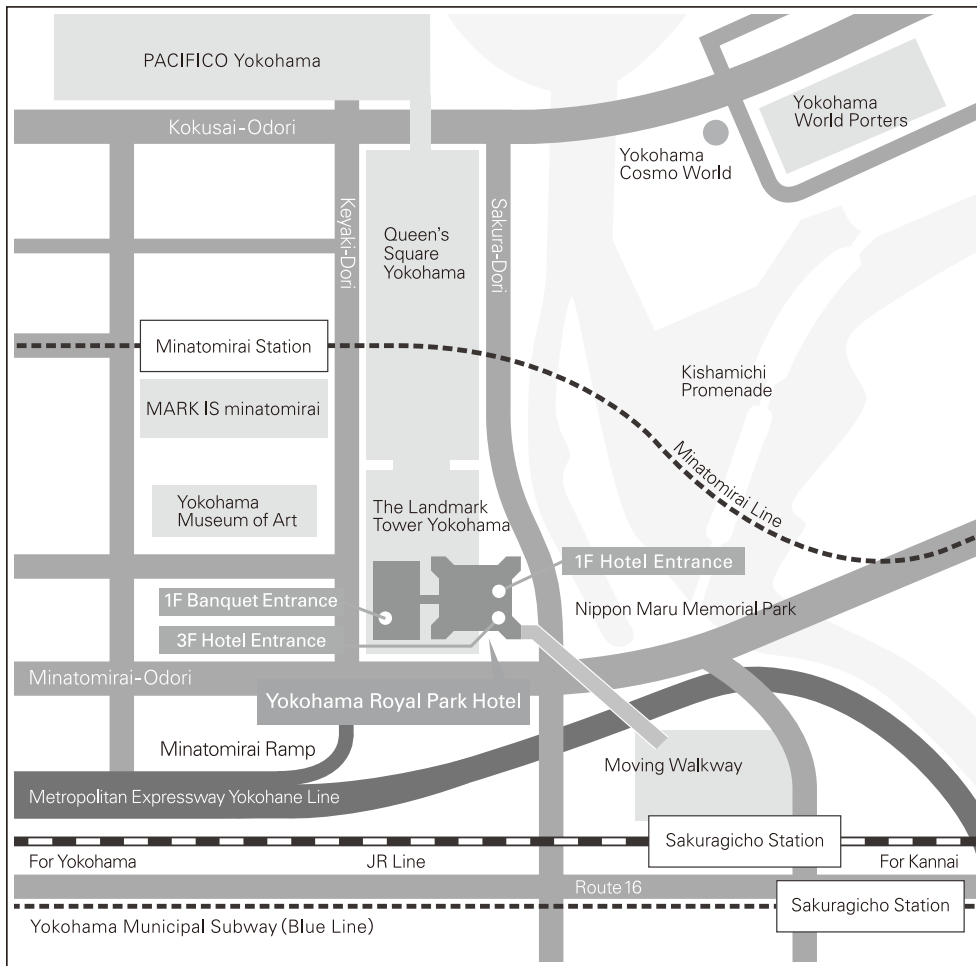 PACIFICO Yokohama
Kokusai-Odori
Yokohama
World Porters
Yokohama
Cosmo World
Keyaki-Dori
Queen's
Square
Yokohama
Sakura-Dori
Minatomirai Station
MARK IS minatomirai
Kishamichi
Promenade
Minatomirai Line
Yokohama
Museum of Art
The Landmark
Tower Yokohama
1F Hotel Entrance
1F Banquet Entrance
Nippon Maru Memorial Park
3F Hotel Entrance
Minatomirai-Odori
Yokohama Royal Park Hotel
Minatomirai Ramp
Moving Walkway
Metropolitan Expressway Yokohane Line
Sakuragicho Station
For Yokohama
JR Line
For Kannai
Route 16
Sakuragicho Station
Yokohama Municipal Subway (Blue Line)